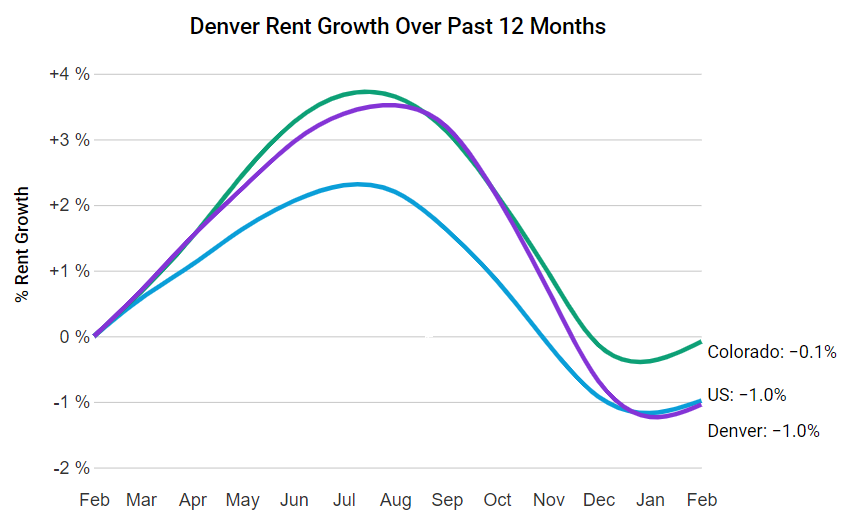 Denver Rent Growth Over Past 12 Months
+4 %
+3 %
+2 %
+1 %
0 %
-1 %
-2 %
% Rent Growth
Colorado: −0.1%
US: −1.0%
Denver: −1.0%
Feb Mar Apr May Jun Jul Aug Sep Oct Nov Dec Jan Feb